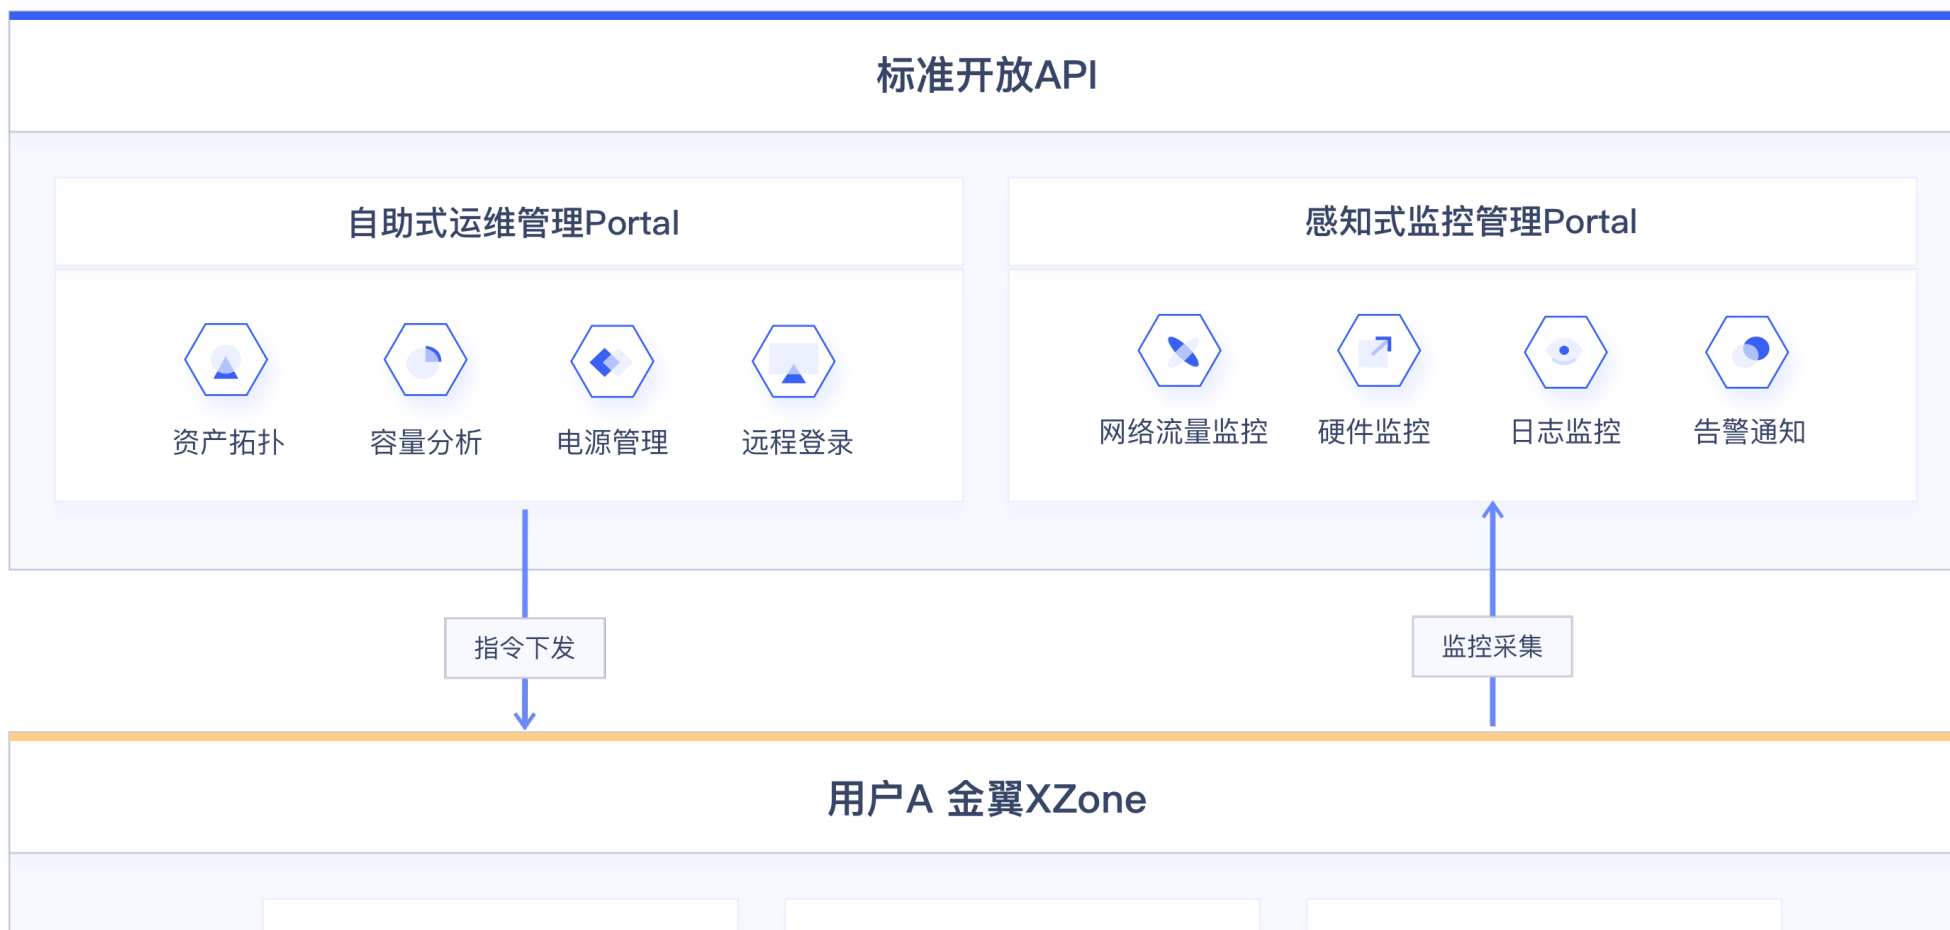 标准开放API
自助式运维管理Portal
资产拓扑
容量分析
电源管理
远程登录
感知式监控管理Portal
网络流量监控
硬件监控
日志监控
告警通知
指令下发
监控采集
用户A 金翼XZone